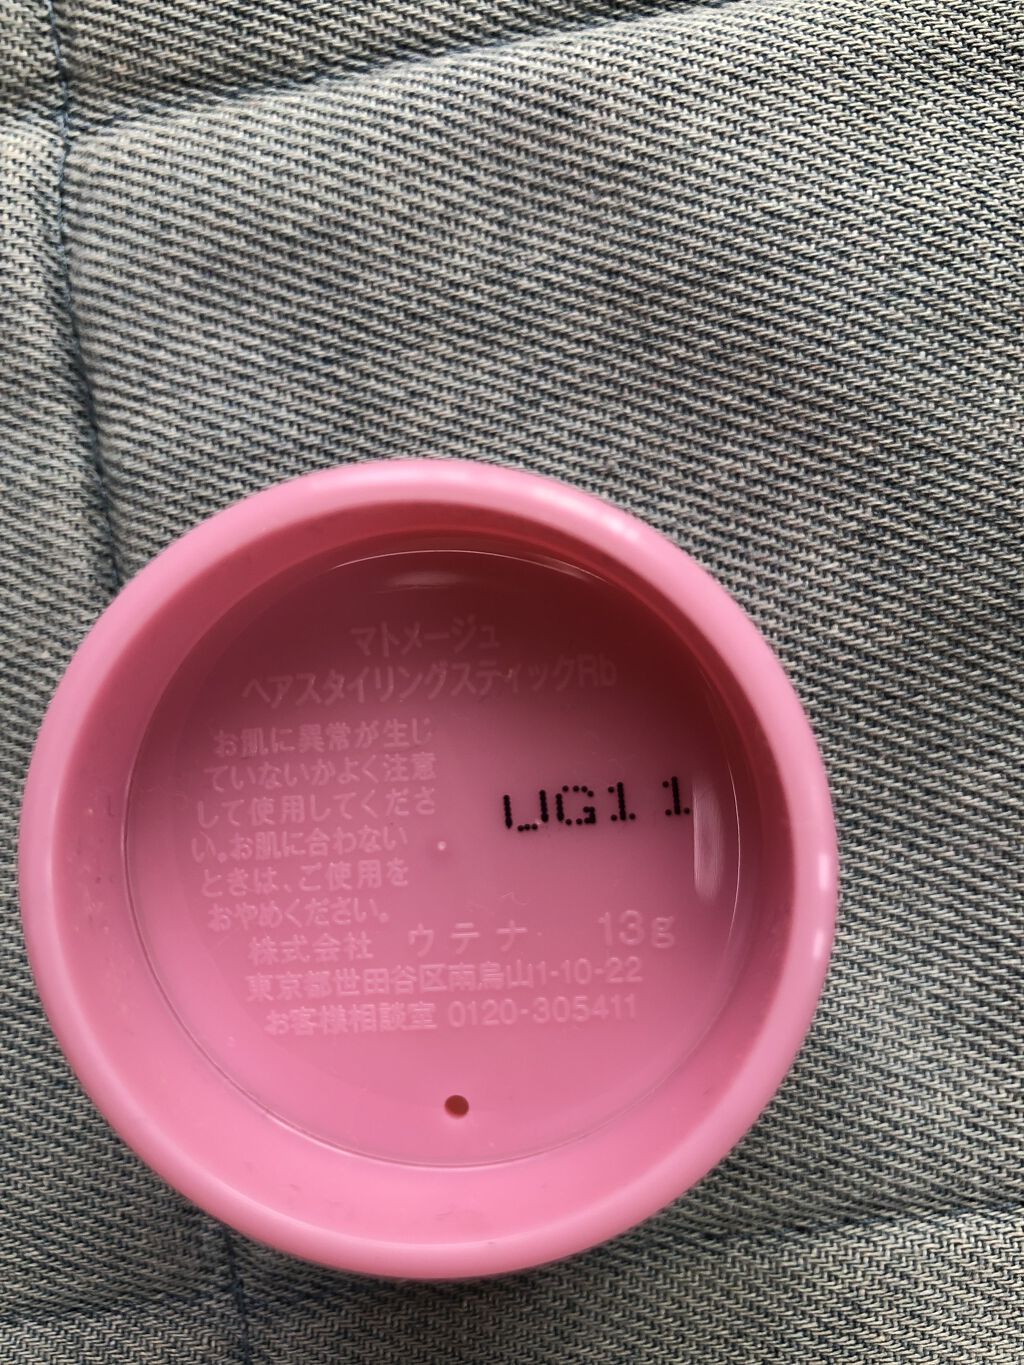 マトメージュ
ヘアスタイリングスティックRb
お肌に異常が生じ
ていないかよく注意
して使用してくださ
い。お肌に合わない
ときは、ご使用を
おやめください。
UG11
株式会社 ウテナ 13g
東京都世田谷区南烏山1-10-22
お客様相談室 0120-305411